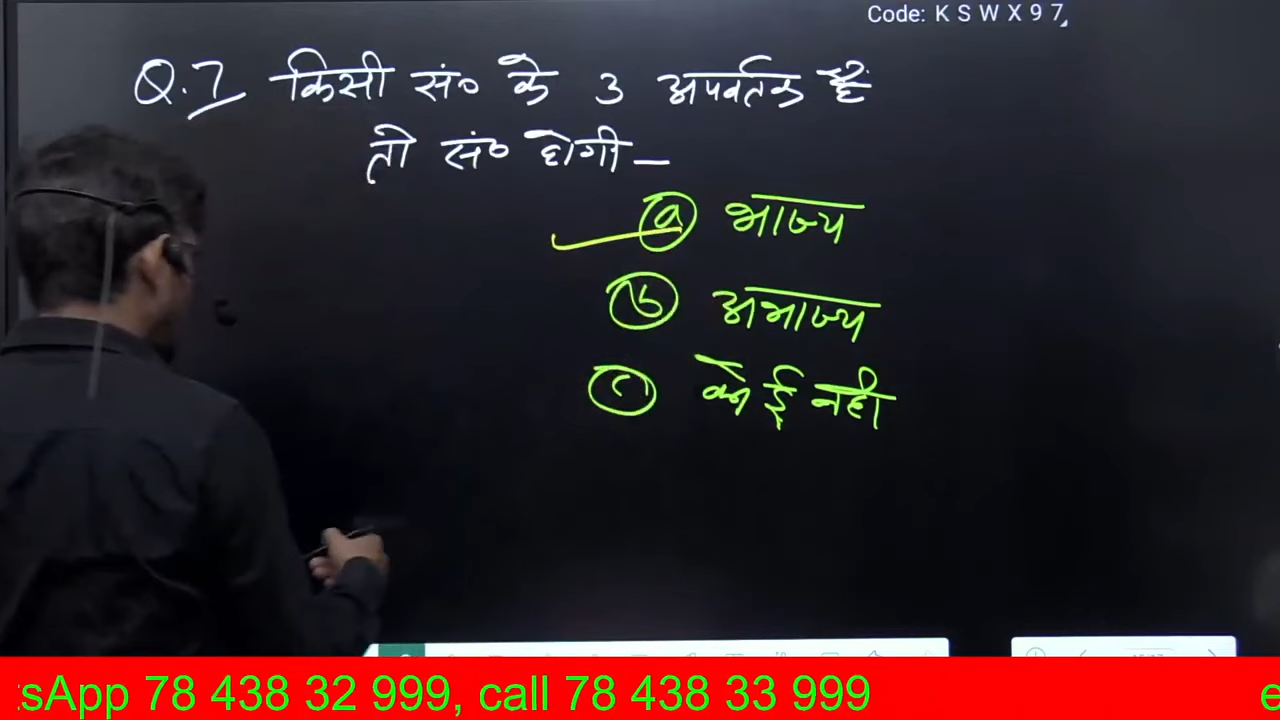 Code: K S W X 9 7
Q.7 किसी सं० के 3 अपवर्तक हैं
तो सं० होगी –
(a) भाज्य
(b) अभाज्य
(c) कोई नही
tsApp 78 438 32 999, call 78 438 33 999
e